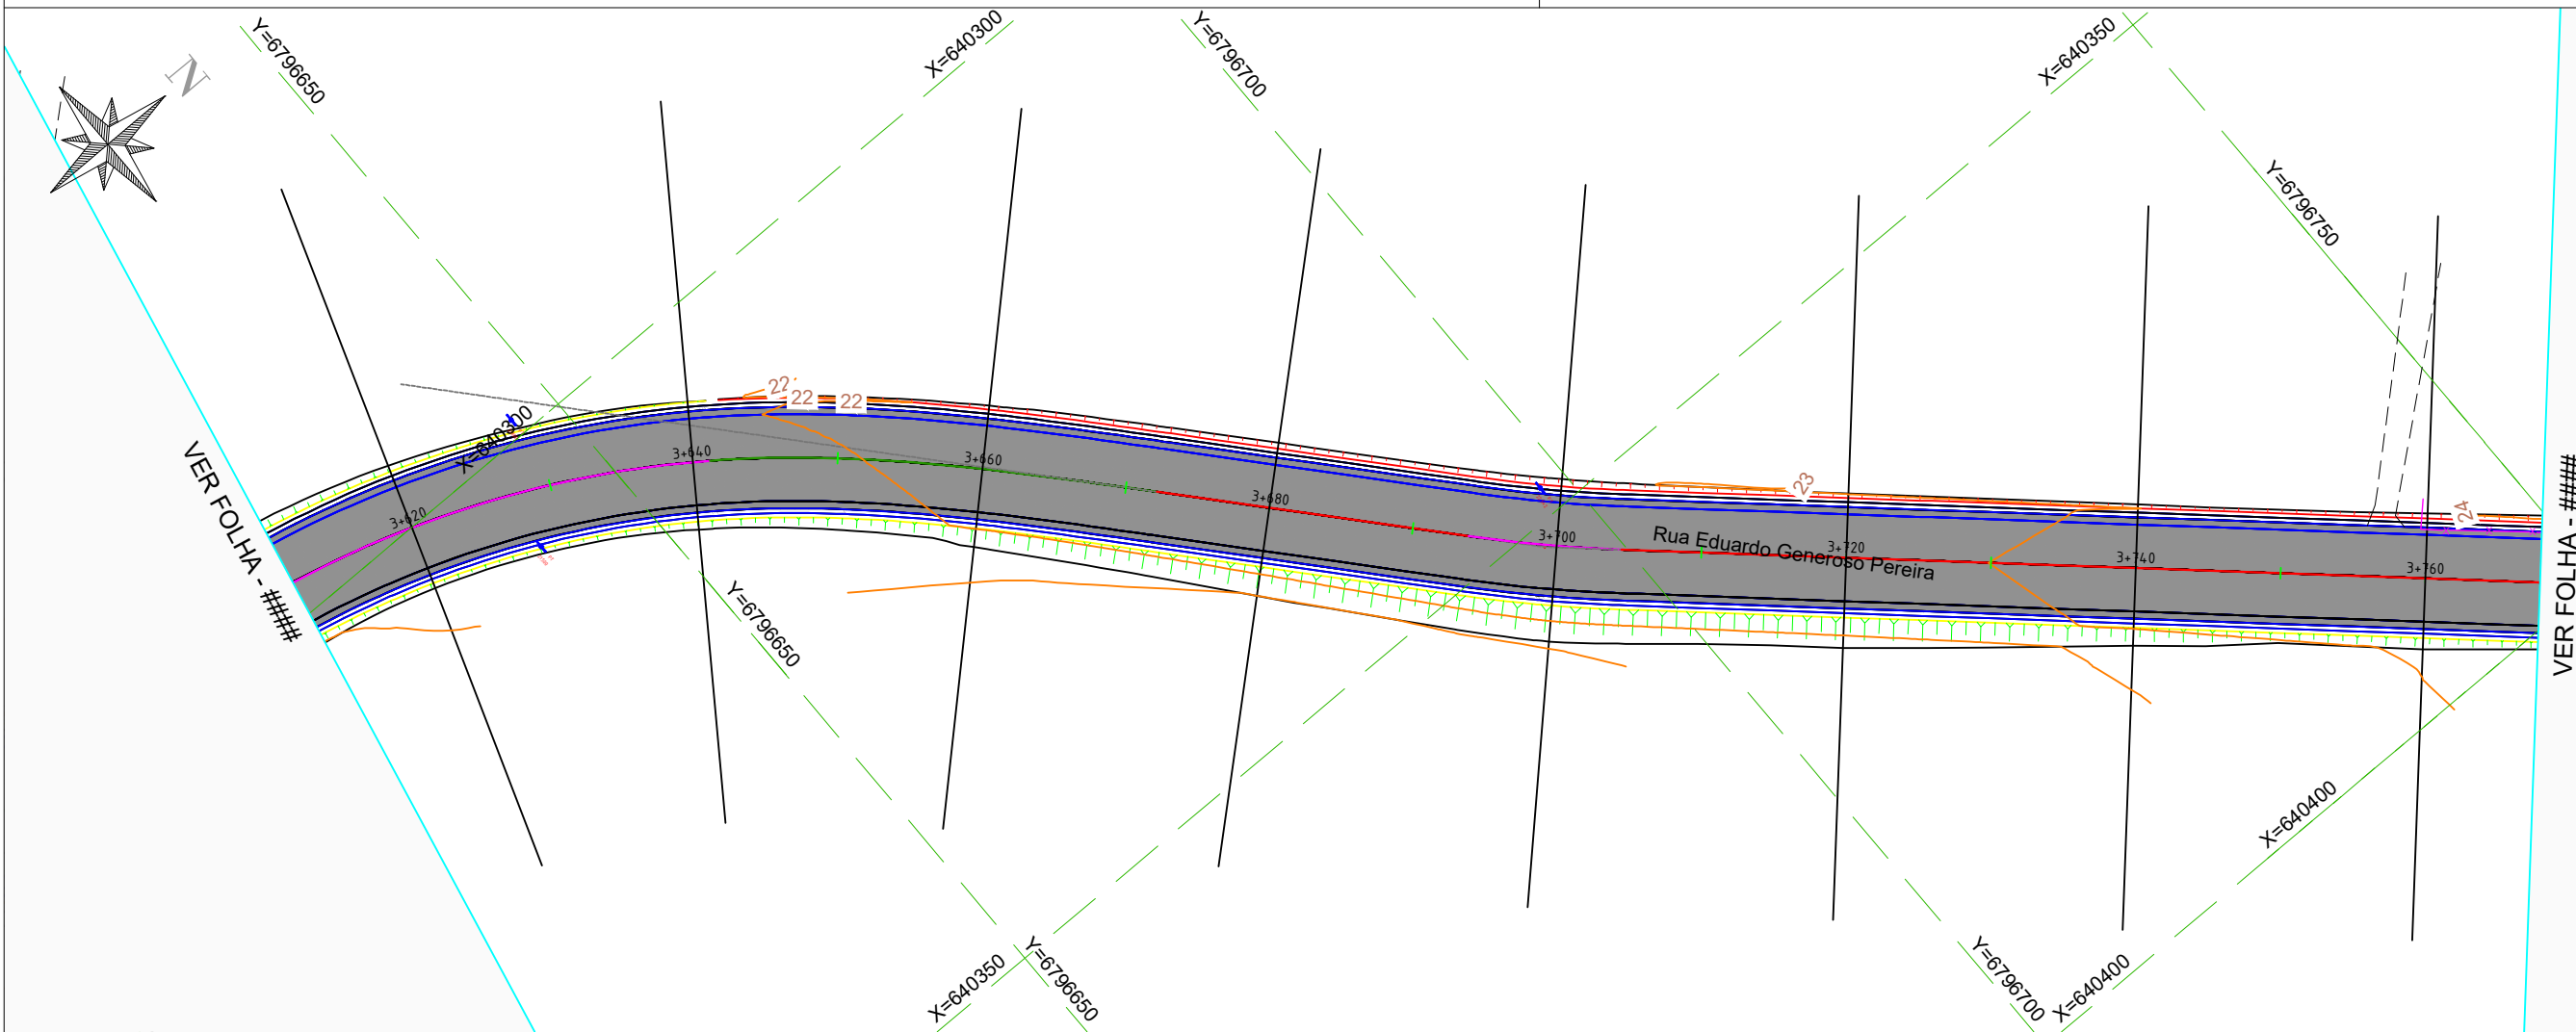 Y=6796650
X=640300
Y=6796700
X=640350
N
Y=6796750
22
22
22
X=640300
3+640
3+660
VER FOLHA - ####
3+620
3+680
23
24
3+700
Rua Eduardo Generoso Pereira
3+720
3+740
3+760
VER FOLHA - ####
Y=6796650
X=640400
X=640350
Y=6796650
Y=6796700
X=640400